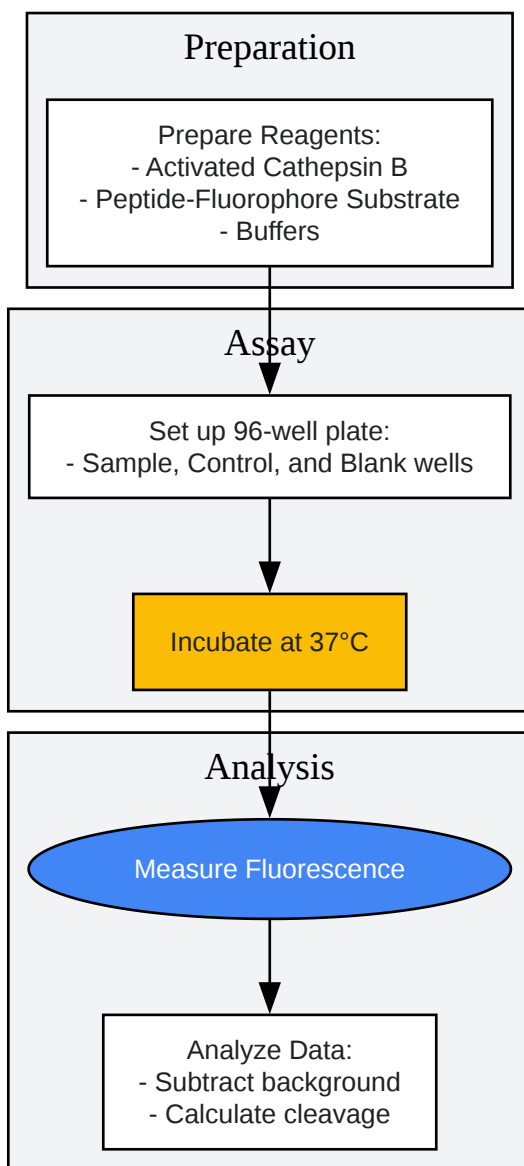 Preparation
Prepare Reagents:
- Activated Cathepsin B
- Peptide-Fluorophore Substrate
- Buffers
Assay
Set up 96-well plate:
- Sample, Control, and Blank wells
Incubate at 37°C
Analysis
Measure Fluorescence
Analyze Data:
- Subtract background
- Calculate cleavage